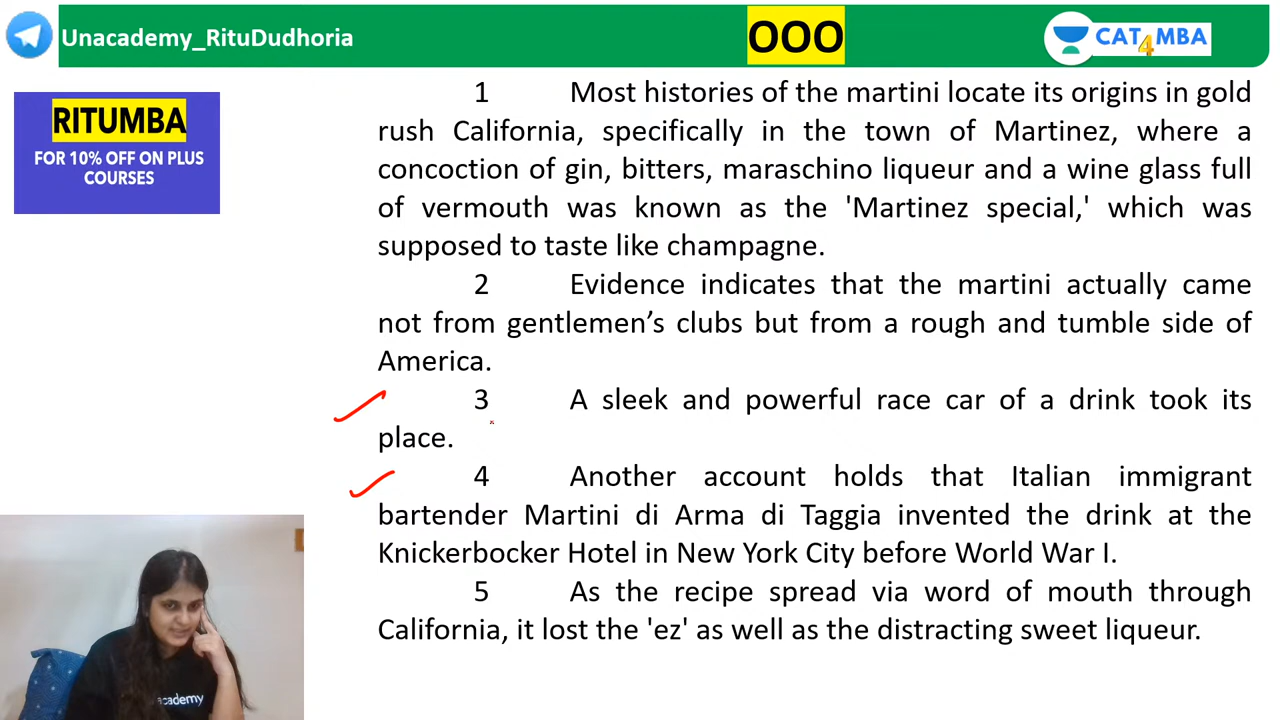 Unacademy_RituDudhoria
OOO
CAT4MBA
RITUMBA
FOR 10% OFF ON PLUS
COURSES
1 Most histories of the martini locate its origins in gold
rush California, specifically in the town of Martinez, where a
concoction of gin, bitters, maraschino liqueur and a wine glass full
of vermouth was known as the 'Martinez special,' which was
supposed to taste like champagne.
2 Evidence indicates that the martini actually came
not from gentlemen’s clubs but from a rough and tumble side of
America.
3 A sleek and powerful race car of a drink took its
place.
4 Another account holds that Italian immigrant
bartender Martini di Arma di Taggia invented the drink at the
Knickerbocker Hotel in New York City before World War I.
5 As the recipe spread via word of mouth through
California, it lost the 'ez' as well as the distracting sweet liqueur.
academy